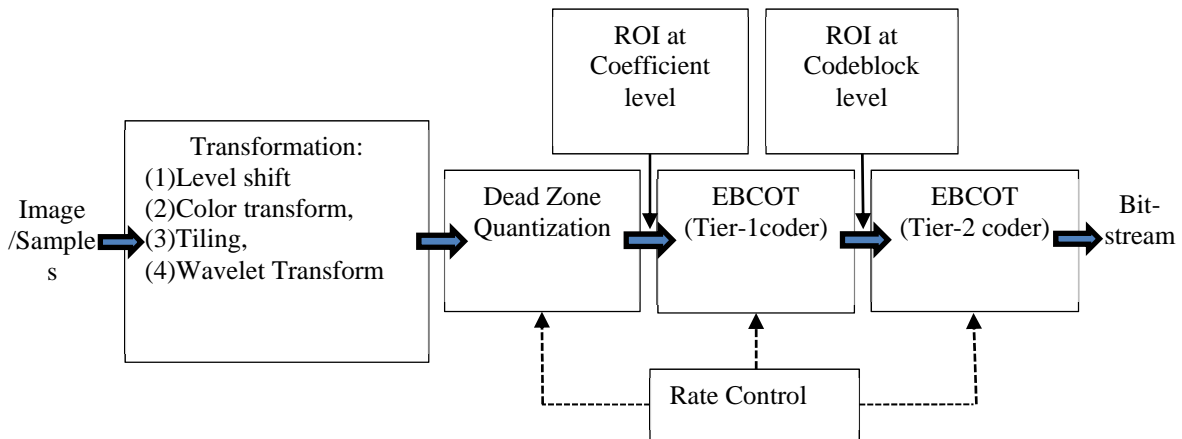 ROI at
Coefficient
level
ROI at
Codeblock
level
Image
/Sample
s
Transformation:
(1)Level shift
(2)Color transform,
(3)Tiling,
(4)Wavelet Transform
Dead Zone
Quantization
EBCOT
(Tier-1coder)
EBCOT
(Tier-2 coder)
Bit-
stream
Rate Control